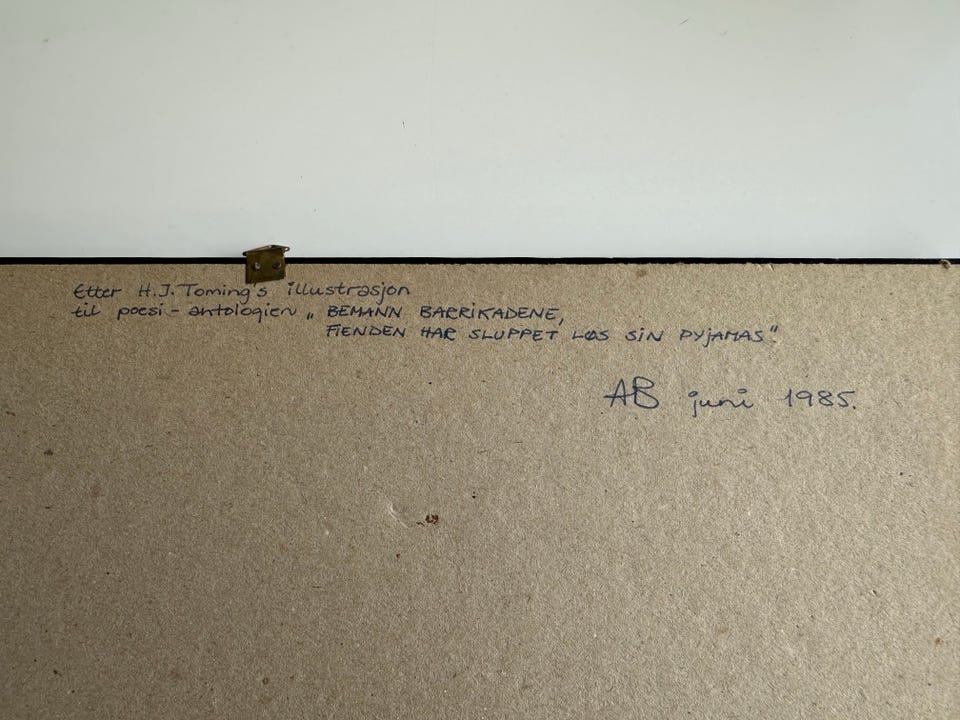 Etter H.J. Toming's illustrasjon
til poesi-antologien „BEMANN BARRIKADENE,
FIENDEN HAR SLUPPET LØS SIN PYJAMAS".
AB juni 1985.